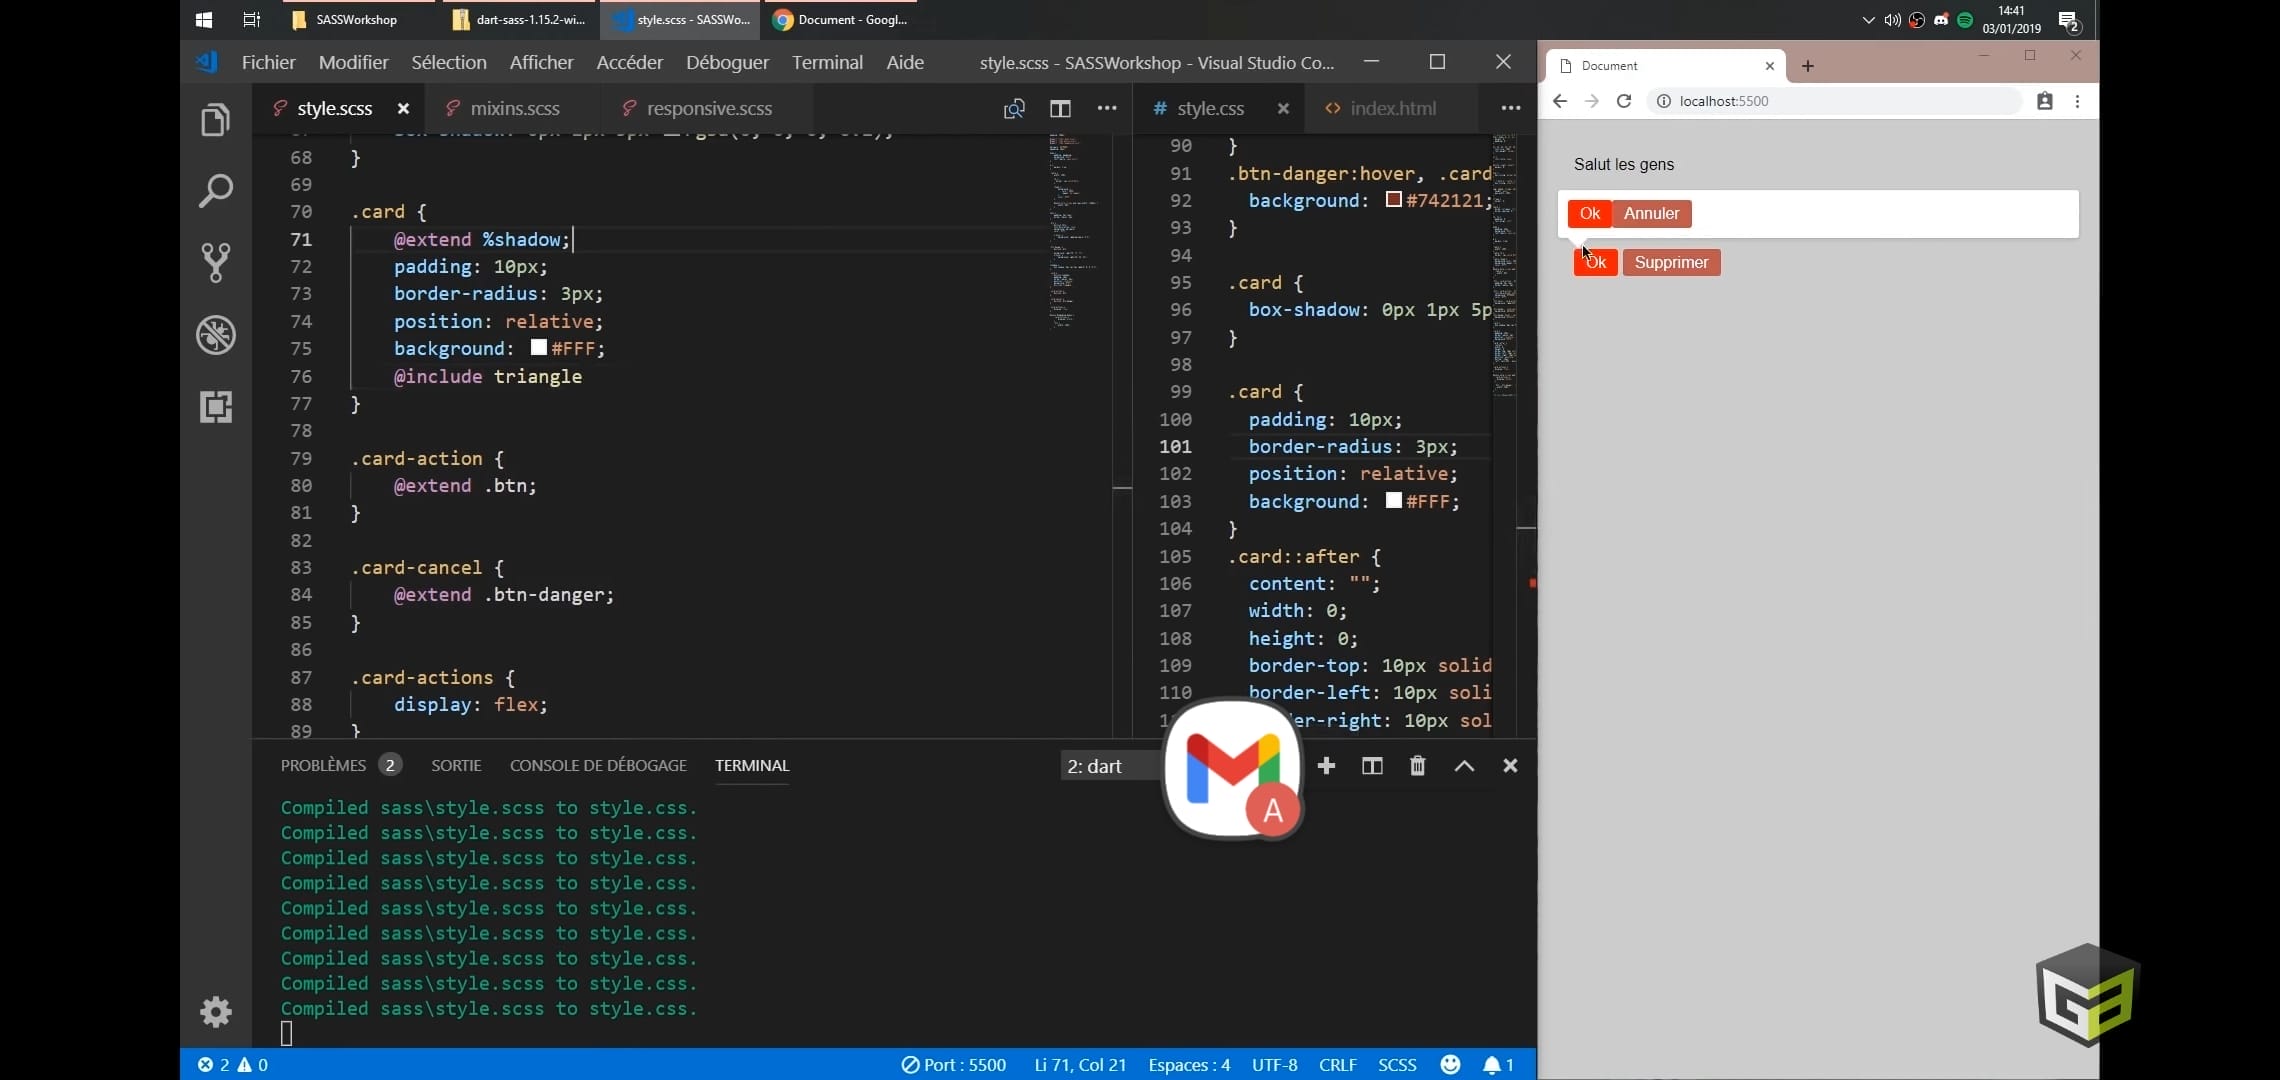 SASSWorkshop
dart-sass-1.15.2-wi...
style.scss - SASSWo...
Document - Googl...
14:41
03/01/2019
2
Fichier Modifier Sélection Afficher Accéder Déboguer Terminal Aide
style.scss - SASSWorkshop - Visual Studio Co...
style.scss
mixins.scss
responsive.scss
68 }
69
70 .card {
71 @extend %shadow;
72 padding: 10px;
73 border-radius: 3px;
74 position: relative;
75 background: #FFF;
76 @include triangle
77 }
78
79 .card-action {
80 @extend .btn;
81 }
82
83 .card-cancel {
84 @extend .btn-danger;
85 }
86
87 .card-actions {
88 display: flex;
89 }
style.css
index.html
90 }
91 .btn-danger:hover, .card
92 background: #742121;
93 }
94
95 .card {
96 box-shadow: 0px 1px 5p
97 }
98
99 .card {
100 padding: 10px;
101 border-radius: 3px;
102 position: relative;
103 background: #FFF;
104 }
105 .card::after {
106 content: "";
107 width: 0;
108 height: 0;
109 border-top: 10px solid
110 border-left: 10px soli
er-right: 10px sol
PROBLÈMES 2 SORTIE CONSOLE DE DÉBOGAGE TERMINAL
2: dart
A
Compiled sass\style.scss to style.css.
Compiled sass\style.scss to style.css.
Compiled sass\style.scss to style.css.
Compiled sass\style.scss to style.css.
Compiled sass\style.scss to style.css.
Compiled sass\style.scss to style.css.
Compiled sass\style.scss to style.css.
Compiled sass\style.scss to style.css.
Compiled sass\style.scss to style.css.
2 0
Port : 5500 Li 71, Col 21 Espaces : 4 UTF-8 CRLF SCSS 1
Document
localhost:5500
Salut les gens
Ok Annuler
Ok Supprimer